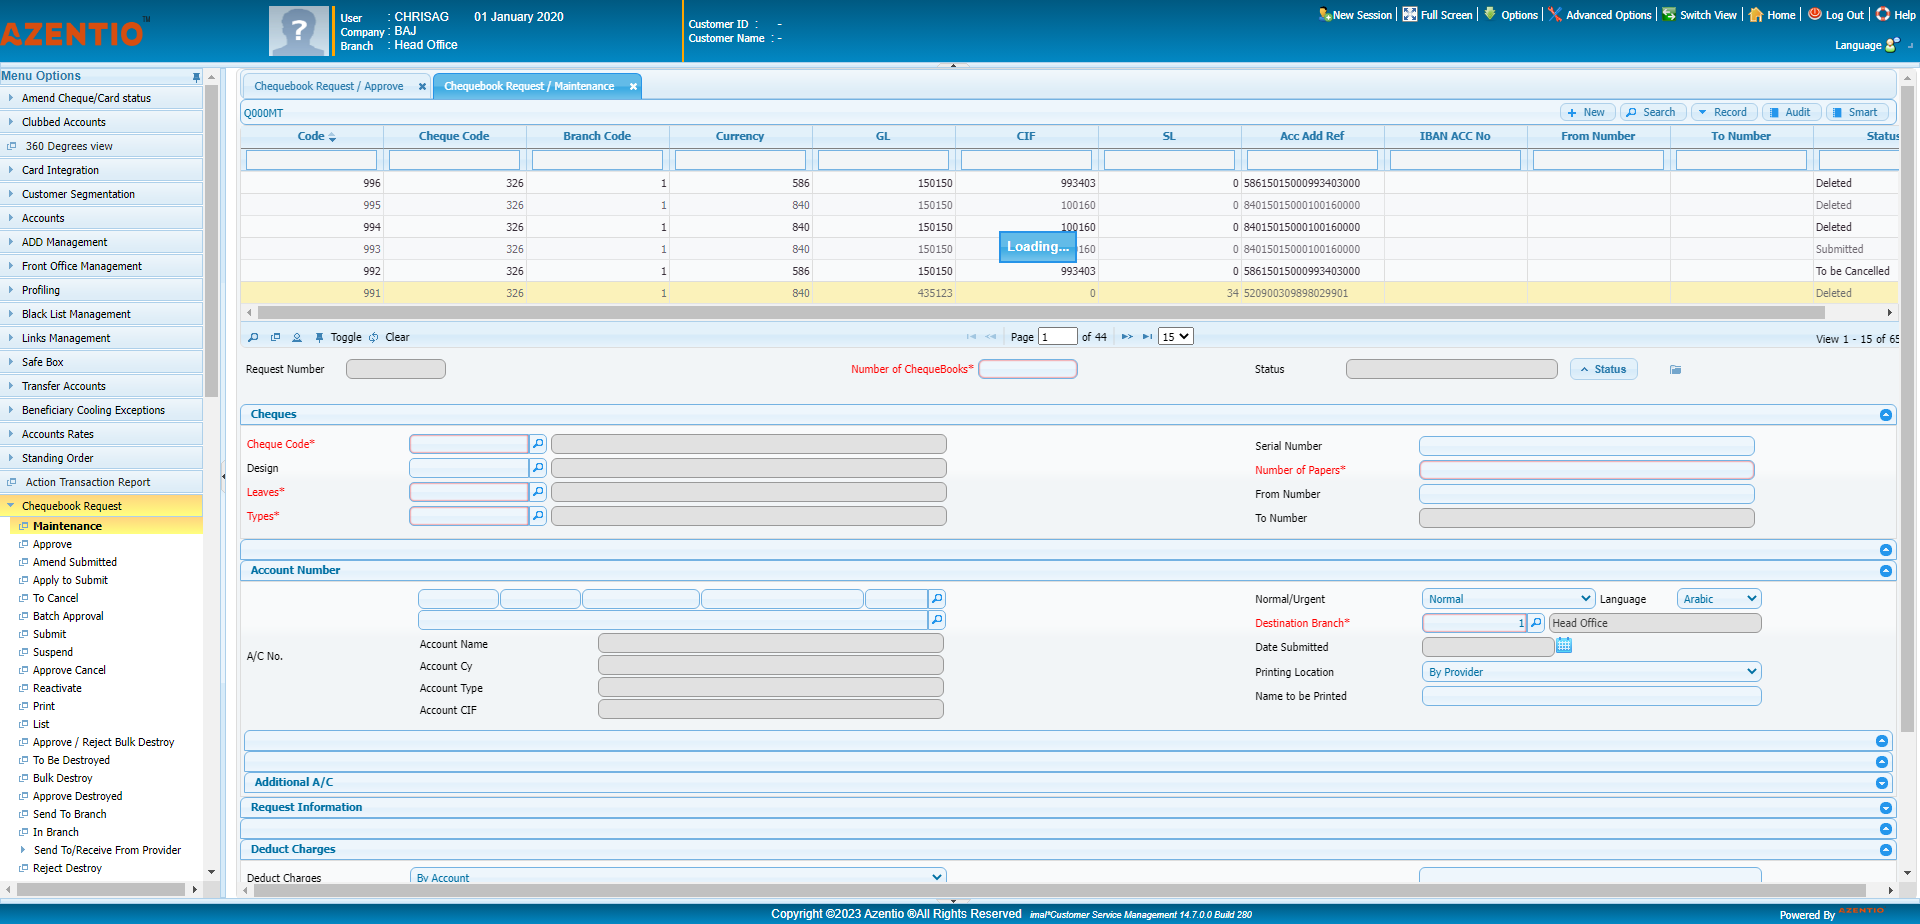 AZENTIO TM
User : CHRISAG 01 January 2020
Company : BAJ
Branch : Head Office
Customer ID : -
Customer Name : -
New Session Full Screen Options Advanced Options Switch View Home Log Out Help
Language
Menu Options
Amend Cheque/Card status
Clubbed Accounts
360 Degrees view
Card Integration
Customer Segmentation
Accounts
ADD Management
Front Office Management
Profiling
Black List Management
Links Management
Safe Box
Transfer Accounts
Beneficiary Cooling Exceptions
Accounts Rates
Standing Order
Action Transaction Report
Chequebook Request
Maintenance
Approve
Amend Submitted
Apply to Submit
To Cancel
Batch Approval
Submit
Suspend
Approve Cancel
Reactivate
Print
List
Approve / Reject Bulk Destroy
To Be Destroyed
Bulk Destroy
Approve Destroyed
Send To Branch
In Branch
Send To/Receive From Provider
Reject Destroy
Chequebook Request / Approve Chequebook Request / Maintenance
Q000MT New Search Record Audit Smart
Code Cheque Code Branch Code Currency GL CIF SL Acc Add Ref IBAN ACC No From Number To Number Status
996 326 1 586 150150 993403 0 58615015000993403000 Deleted
995 326 1 840 150150 100160 0 84015015000100160000 Deleted
994 326 1 840 150150 100160 0 84015015000100160000 Deleted
993 326 1 840 150150 160 0 84015015000100160000 Submitted
Loading...
992 326 1 586 150150 993403 0 58615015000993403000 To be Cancelled
991 326 1 840 435123 0 34 520900309898029901 Deleted
Toggle Clear Page 1 of 44 15 View 1 - 15 of 65
Request Number Number of ChequeBooks* Status Status
Cheques
Cheque Code* Serial Number
Design Number of Papers*
Leaves* From Number
Types* To Number
Account Number
Normal/Urgent Normal Language Arabic
Destination Branch* 1 Head Office
Account Name Date Submitted
A/C No.
Account Cy Printing Location By Provider
Account Type Name to be Printed
Account CIF
Additional A/C
Request Information
Deduct Charges
Deduct Charges By Account
Copyright ©2023 Azentio ®All Rights Reserved imal*Customer Service Management 14.7.0.0 Build 280
Powered By AZENTIO